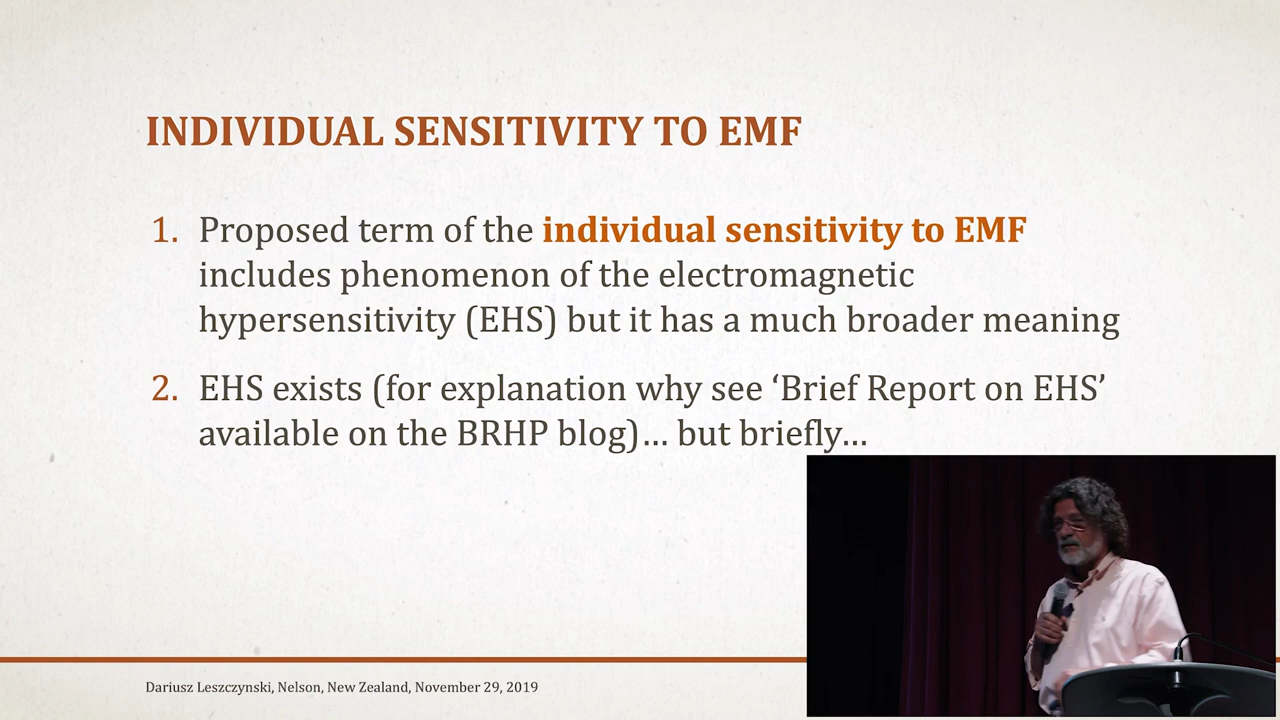 INDIVIDUAL SENSITIVITY TO EMF
1. Proposed term of the individual sensitivity to EMF
includes phenomenon of the electromagnetic
hypersensitivity (EHS) but it has a much broader meaning
2. EHS exists (for explanation why see ‘Brief Report on EHS’
available on the BRHP blog)… but briefly…
Dariusz Leszczynski, Nelson, New Zealand, November 29, 2019